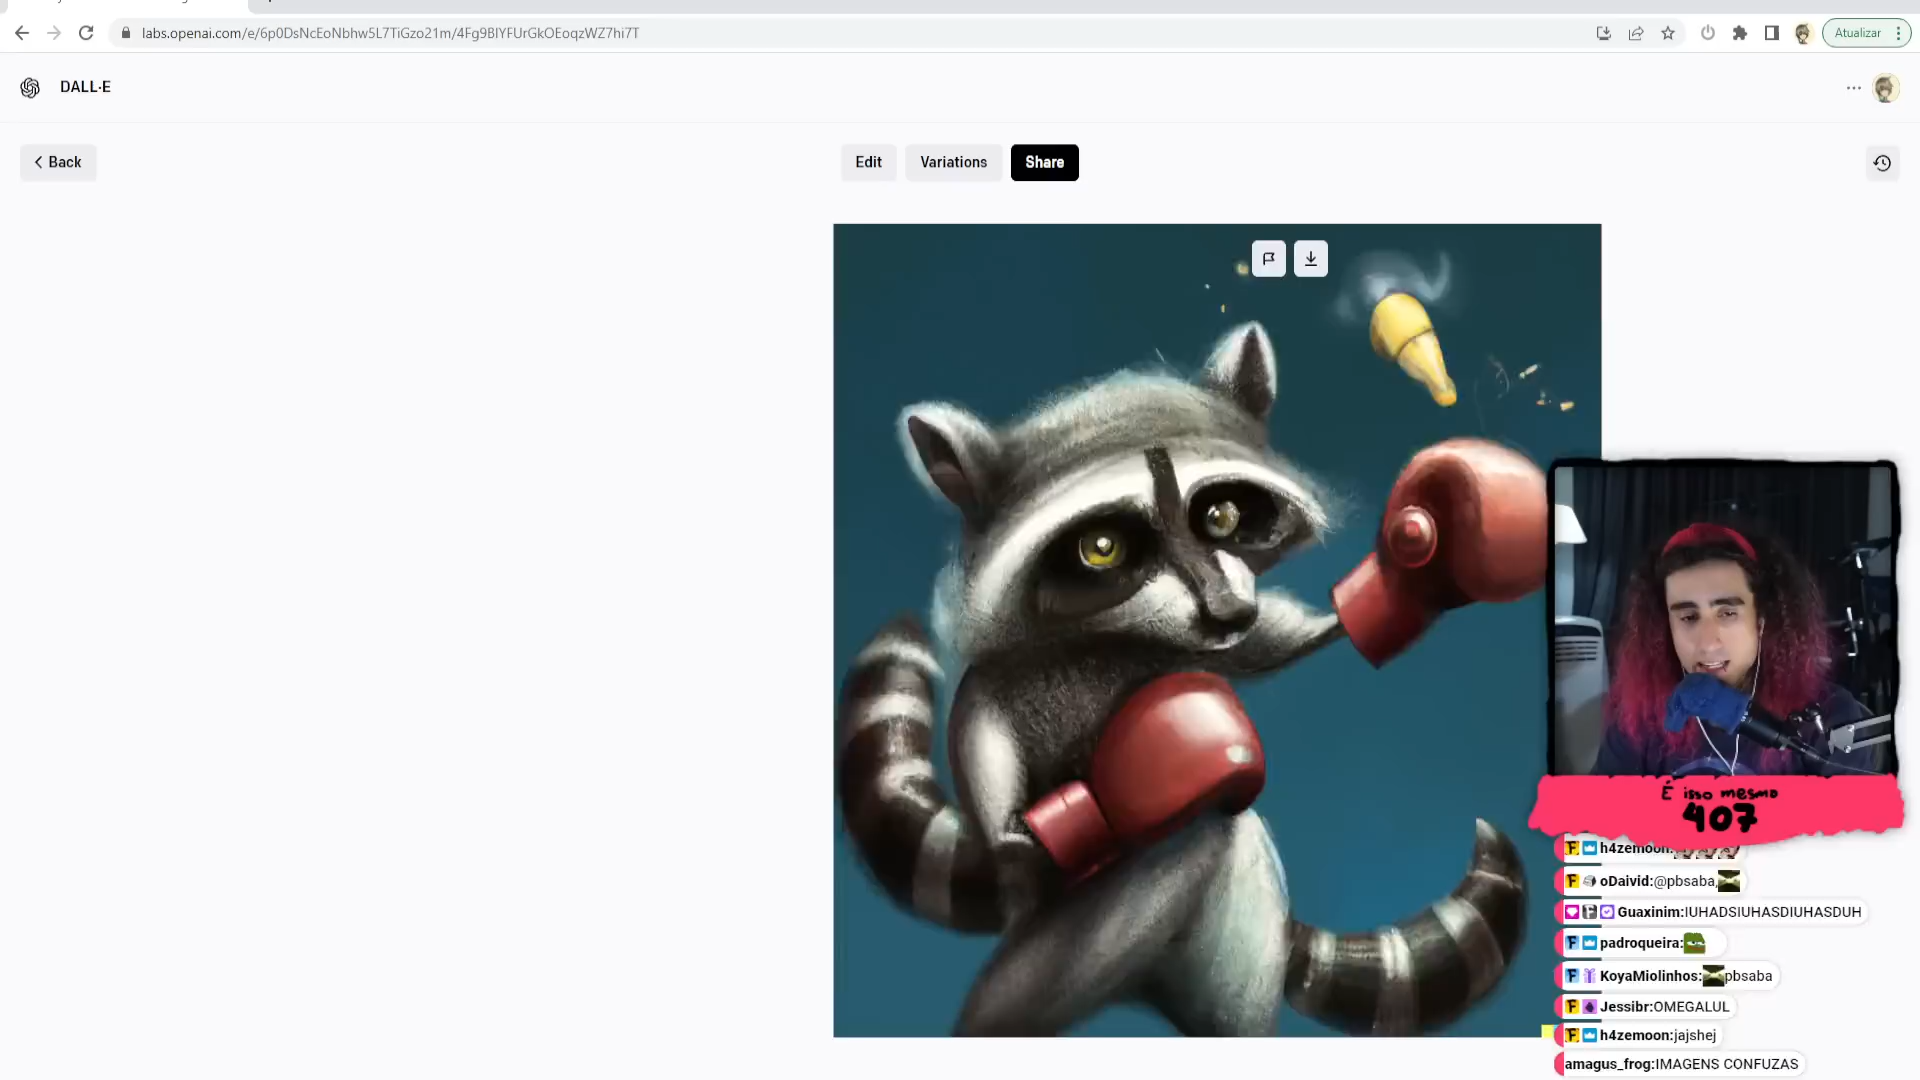 labs.openai.com/e/6p0DsNcEoNbhw5L7TiGzo21m/4Fg9BIYFUrGkOEoqzWZ7hi7T
Atualizar
DALL·E
Back
Edit
Variations
Share
É isso mesmo
407
h4zemoon:
oDaivid:@pbsaba,
Guaxinim:IUHADSIUHASDIUHASDUH
padroqueira:
KoyaMiolinhos: pbsaba
Jessibr:OMEGALUL
h4zemoon:jajshej
amagus_frog:IMAGENS CONFUZAS